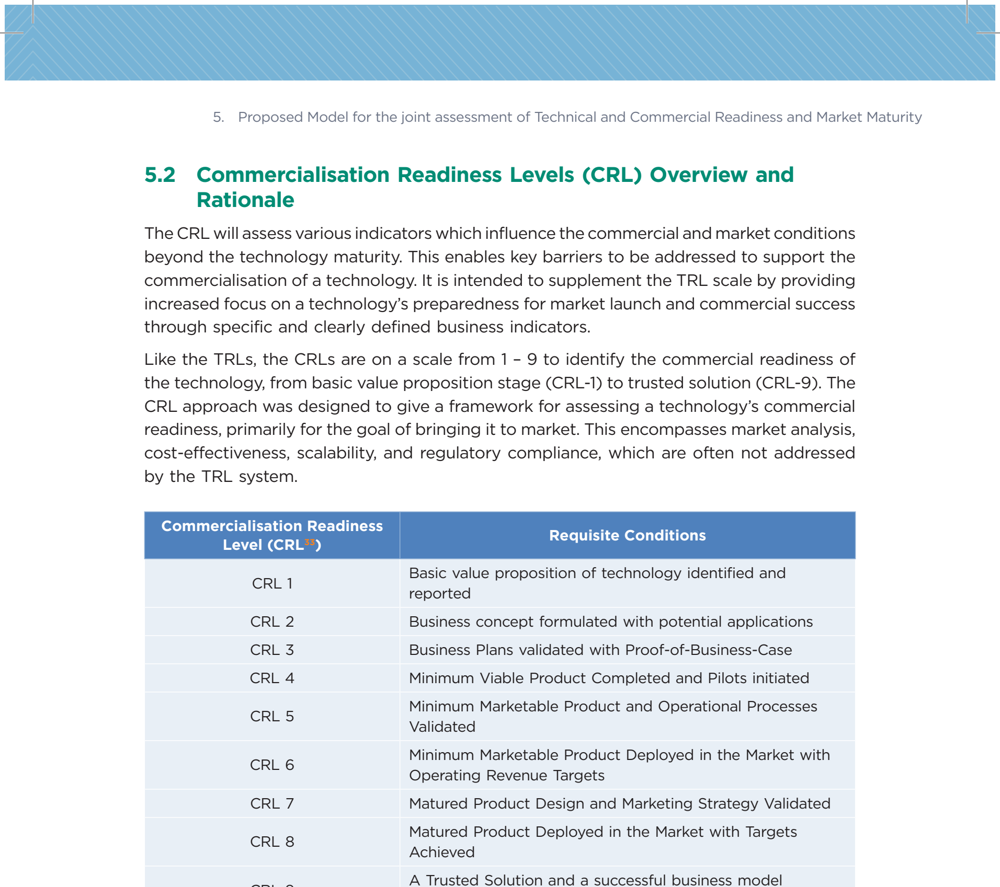 5. Proposed Model for the joint assessment of Technical and Commercial Readiness and Market Maturity
5.2 Commercialisation Readiness Levels (CRL) Overview and
Rationale
The CRL will assess various indicators which influence the commercial and market conditions
beyond the technology maturity. This enables key barriers to be addressed to support the
commercialisation of a technology. It is intended to supplement the TRL scale by providing
increased focus on a technology’s preparedness for market launch and commercial success
through specific and clearly defined business indicators.
Like the TRLs, the CRLs are on a scale from 1 – 9 to identify the commercial readiness of
the technology, from basic value proposition stage (CRL-1) to trusted solution (CRL-9). The
CRL approach was designed to give a framework for assessing a technology’s commercial
readiness, primarily for the goal of bringing it to market. This encompasses market analysis,
cost-effectiveness, scalability, and regulatory compliance, which are often not addressed
by the TRL system.
Commercialisation Readiness
Level (CRL33)
Requisite Conditions
CRL 1
Basic value proposition of technology identified and
reported
CRL 2
Business concept formulated with potential applications
CRL 3
Business Plans validated with Proof-of-Business-Case
CRL 4
Minimum Viable Product Completed and Pilots initiated
CRL 5
Minimum Marketable Product and Operational Processes
Validated
CRL 6
Minimum Marketable Product Deployed in the Market with
Operating Revenue Targets
CRL 7
Matured Product Design and Marketing Strategy Validated
CRL 8
Matured Product Deployed in the Market with Targets
Achieved
A Trusted Solution and a successful business model